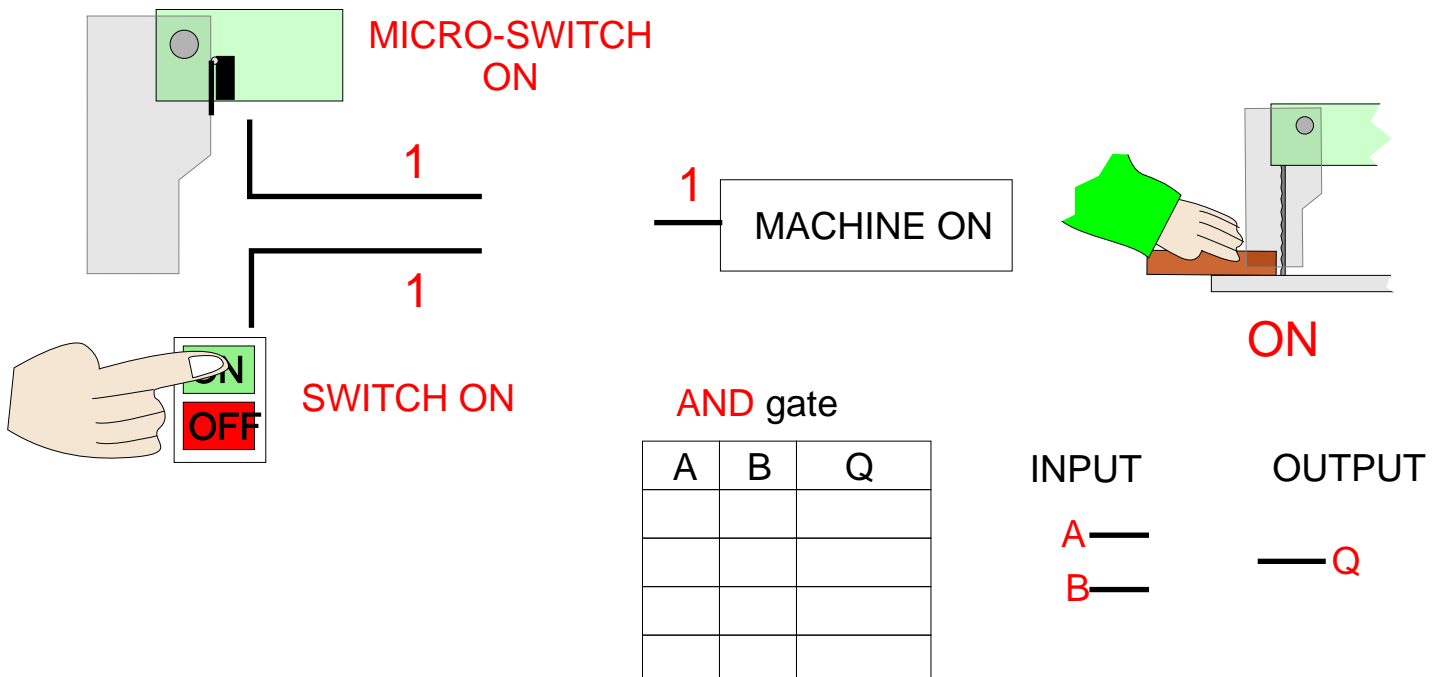 MICRO-SWITCH
ON
1
1
MACHINE ON
1
ON
ON
OFF
SWITCH ON
AND gate
A B Q
INPUT OUTPUT
A
Q
B